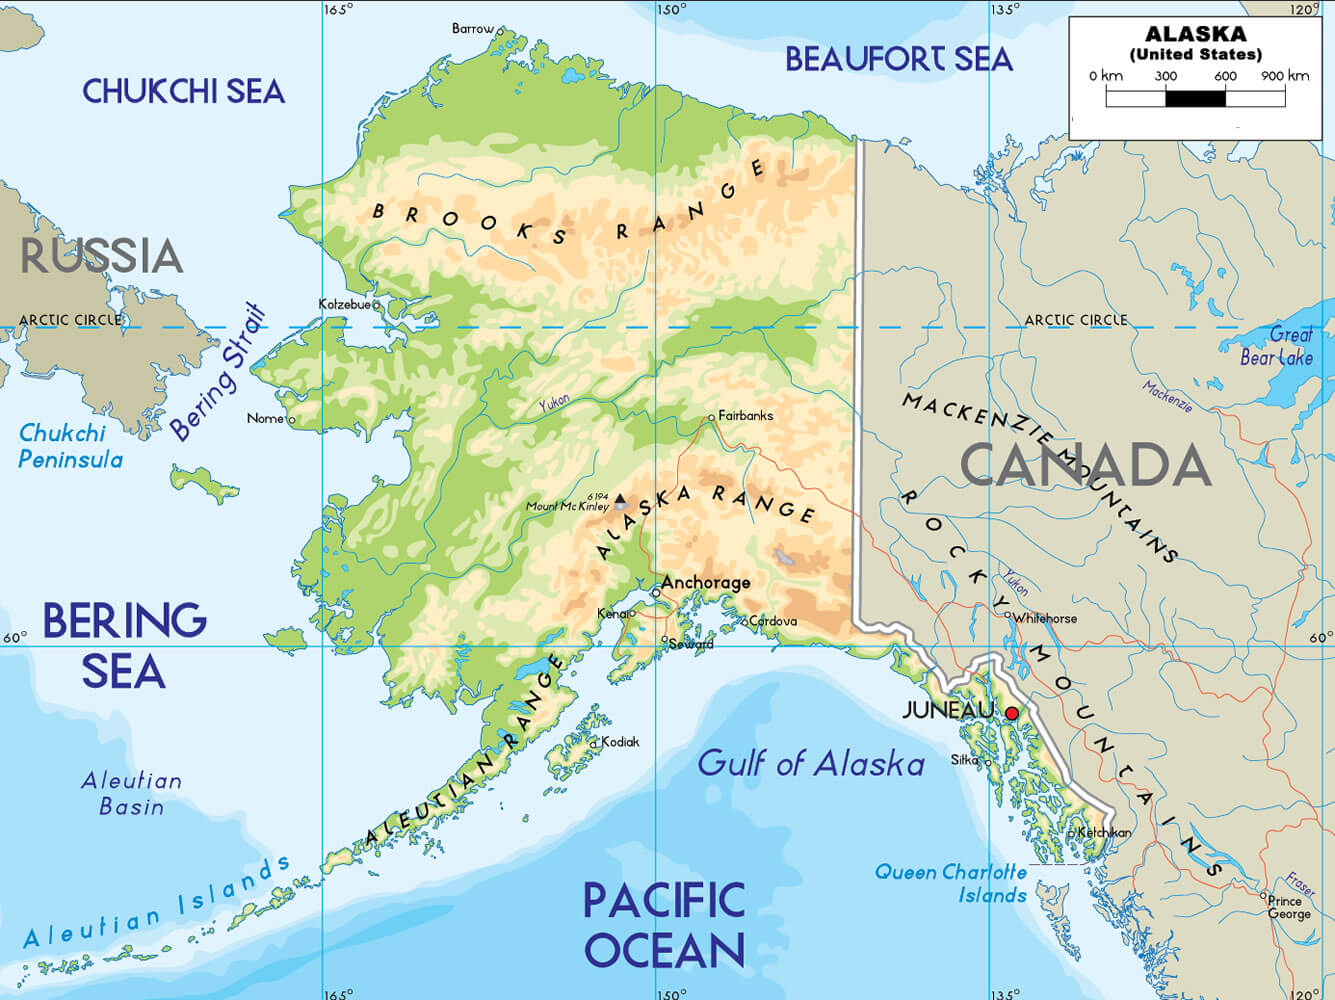 165°
150°
135°
120°
ALASKA
(United States)
0 km 300 600 900 km
Barrow
BEAUFORT SEA
CHUKCHI SEA
BROOKS RANGE
RUSSIA
Kotzebue
ARCTIC CIRCLE
ARCTIC CIRCLE
Bering Strait
Great
Bear Lake
Mackenzie
Yukon
Nome
Fairbanks
MACKENZIE MOUNTAINS
Chukchi
Peninsula
CANADA
6 194
Mount Mc Kinley
ALASKA RANGE
ROCKY MOUNTAINS
Anchorage
Yukon
Kenai
Cordova
Whitehorse
BERING
SEA
60°
60°
Seward
JUNEAU
ALEUTIAN RANGE
Kodiak
Gulf of Alaska
Sitka
Aleutian
Basin
Ketchikan
Aleutian Islands
Queen Charlotte
Islands
PACIFIC
OCEAN
Fraser
Prince
George
165°
150°
135°
120°